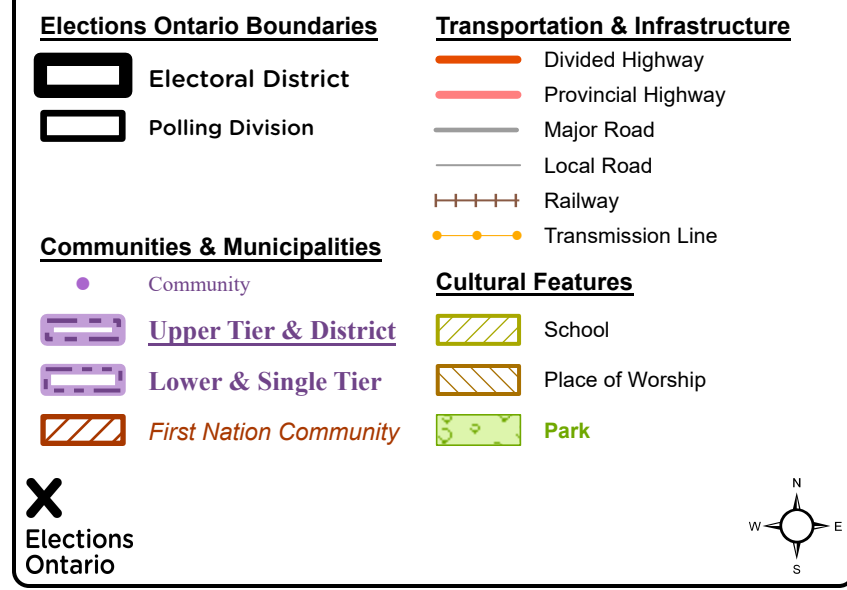 Elections Ontario Boundaries
Electoral District
Polling Division
Communities & Municipalities
Community
Upper Tier & District
Lower & Single Tier
First Nation Community
Transportation & Infrastructure
Divided Highway
Provincial Highway
Major Road
Local Road
Railway
Transmission Line
Cultural Features
School
Place of Worship
Park
Elections
Ontario
N
W
E
S